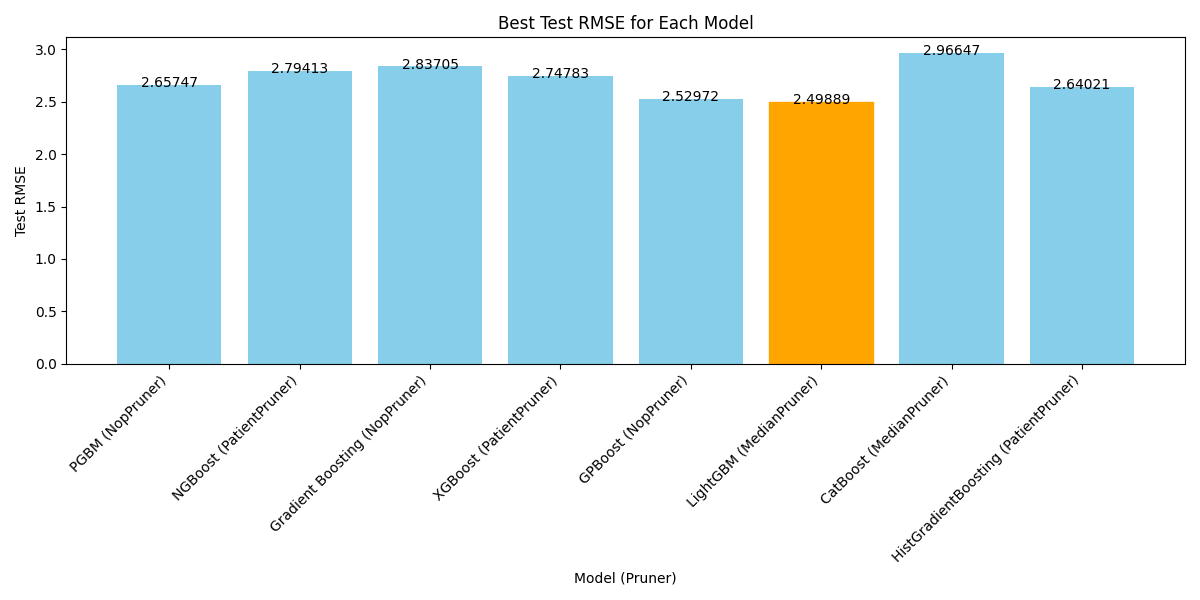 Best Test RMSE for Each Model
Test RMSE
3.0
2.5
2.0
1.5
1.0
0.5
0.0
2.65747
2.79413
2.83705
2.74783
2.52972
2.49889
2.96647
2.64021
PGBM (NopPruner)
NGBoost (PatientPruner)
Gradient Boosting (NopPruner)
XGBoost (PatientPruner)
GPBoost (NopPruner)
LightGBM (MedianPruner)
CatBoost (MedianPruner)
HistGradientBoosting (PatientPruner)
Model (Pruner)